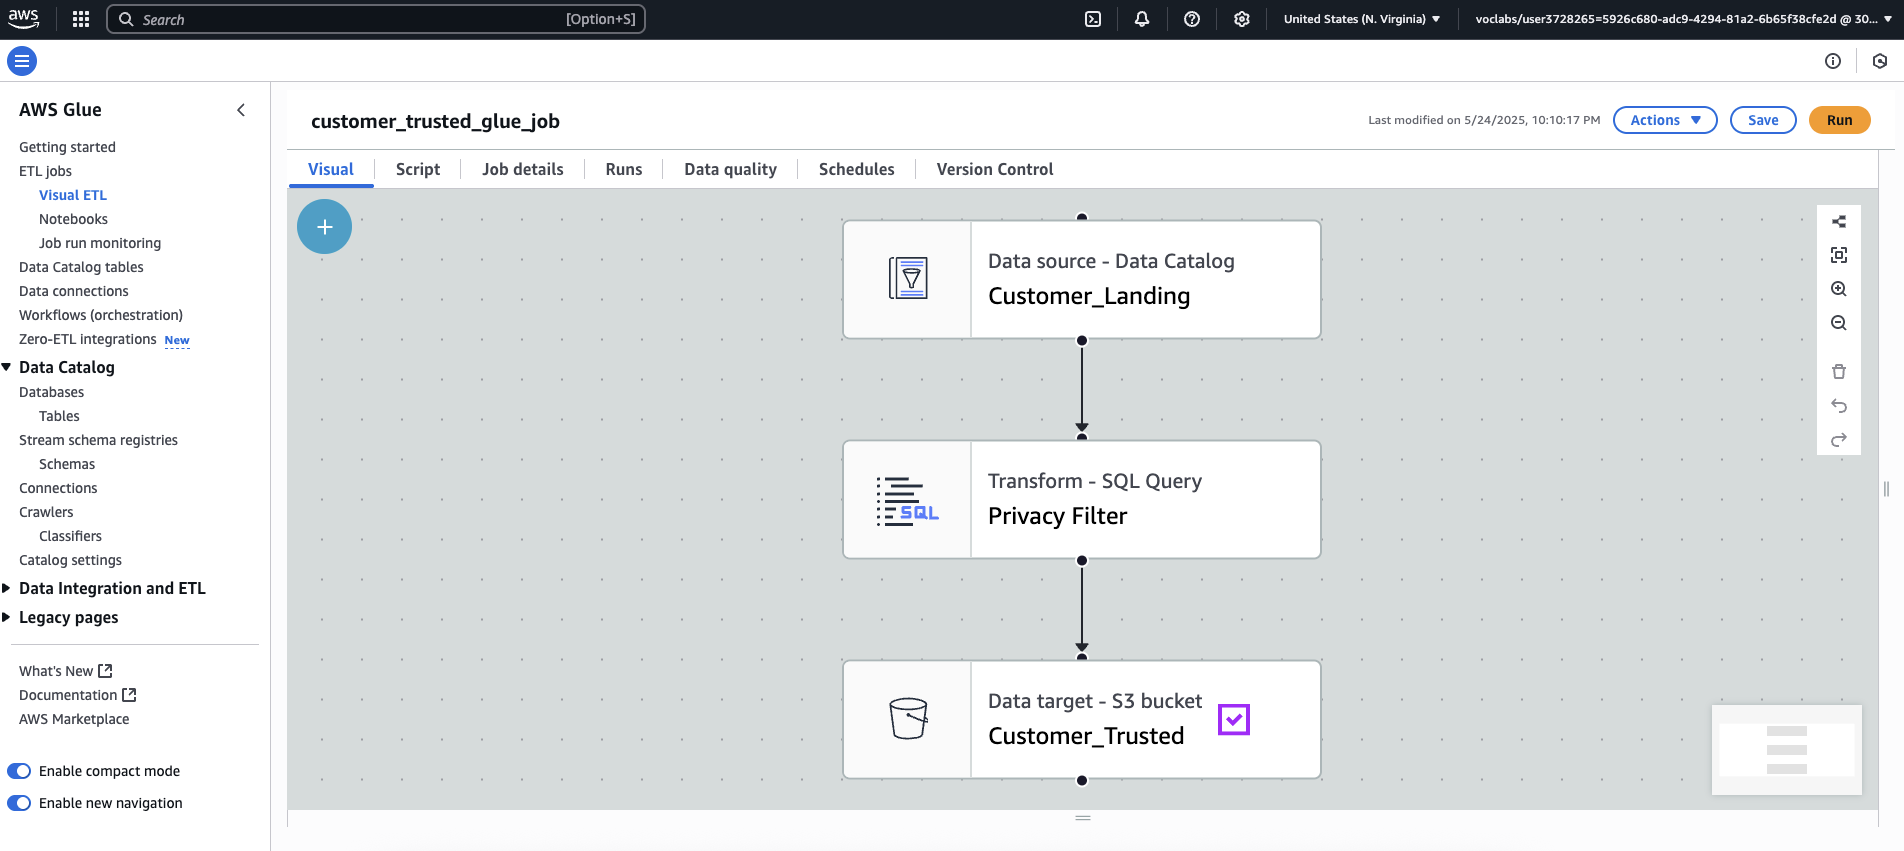 aws
Search
[Option+S]
United States (N. Virginia)
voclabs/user3728265=5926c680-adc9-4294-81a2-6b65f38cfe2d @ 30...
AWS Glue
Getting started
ETL jobs
Visual ETL
Notebooks
Job run monitoring
Data Catalog tables
Data connections
Workflows (orchestration)
Zero-ETL integrations New
Data Catalog
Databases
Tables
Stream schema registries
Schemas
Connections
Crawlers
Classifiers
Catalog settings
Data Integration and ETL
Legacy pages
What's New
Documentation
AWS Marketplace
Enable compact mode
Enable new navigation
customer_trusted_glue_job
Last modified on 5/24/2025, 10:10:17 PM
Actions
Save
Run
Visual
Script
Job details
Runs
Data quality
Schedules
Version Control
Data source - Data Catalog
Customer_Landing
SQL
Transform - SQL Query
Privacy Filter
Data target - S3 bucket
Customer_Trusted